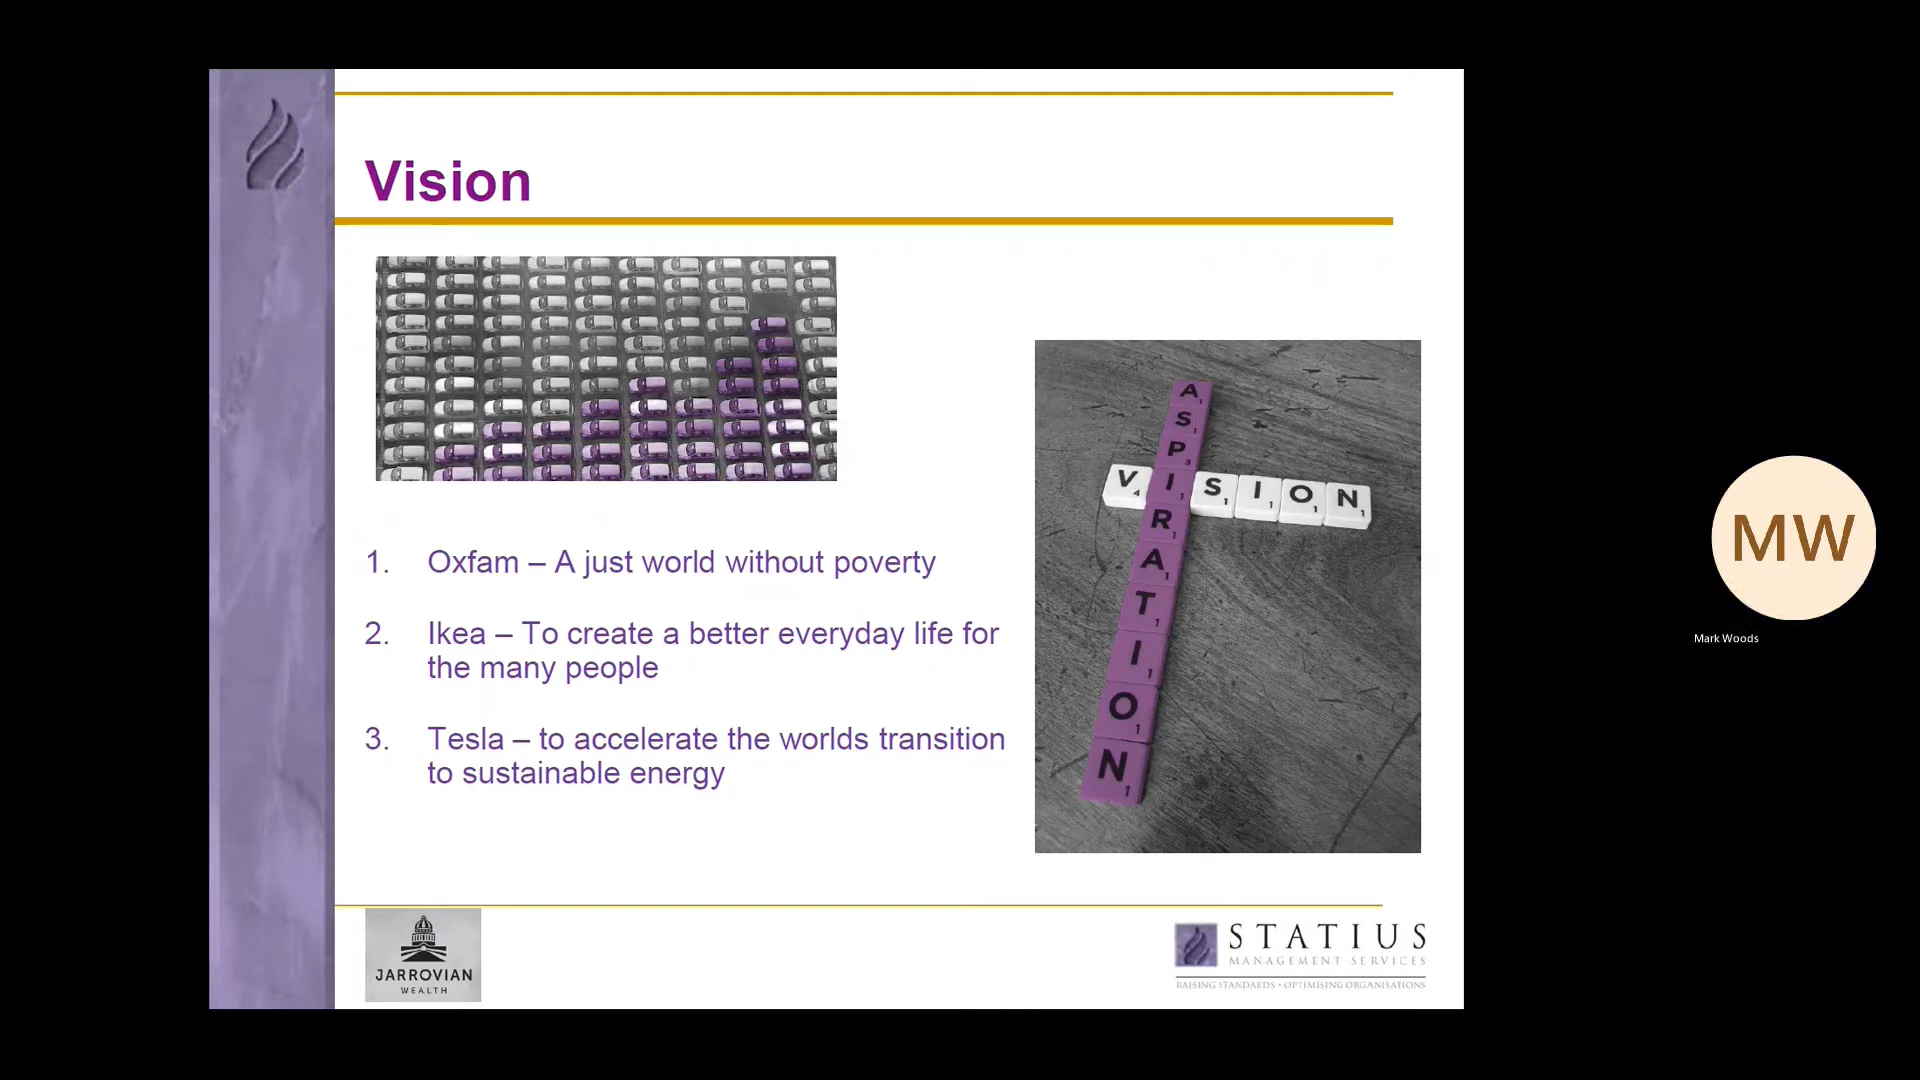 Vision
A
S
P
I
R
A
T
I
O
N
V I S I O N
1. Oxfam – A just world without poverty
2. Ikea – To create a better everyday life for
the many people
3. Tesla – to accelerate the worlds transition
to sustainable energy
JARROVIAN
WEALTH
STATIUS
MANAGEMENT SERVICES
RAISING STANDARDS • OPTIMISING ORGANISATIONS
MW
Mark Woods